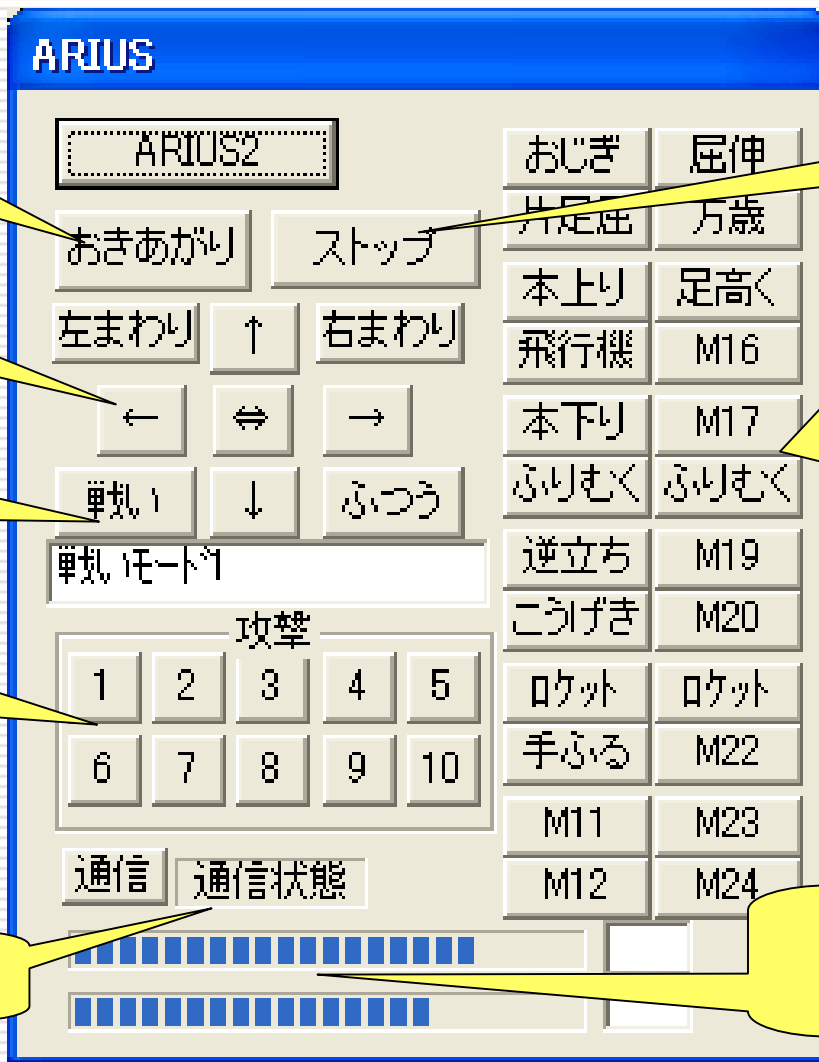 ARIUS
ARIUS2
おきあがり ストップ
左まわり ↑ 右まわり
← ⇔ →
戦い ↓ ふつう
戦いモード1
攻撃
1 2 3 4 5
6 7 8 9 10
通信 通信状態
おじぎ 屈伸
片足屈 万歳
本上り 足高く
飛行機 M16
本下り M17
ふりむく ふりむく
逆立ち M19
こうげき M20
ロケット ロケット
手ふる M22
M11 M23
M12 M24